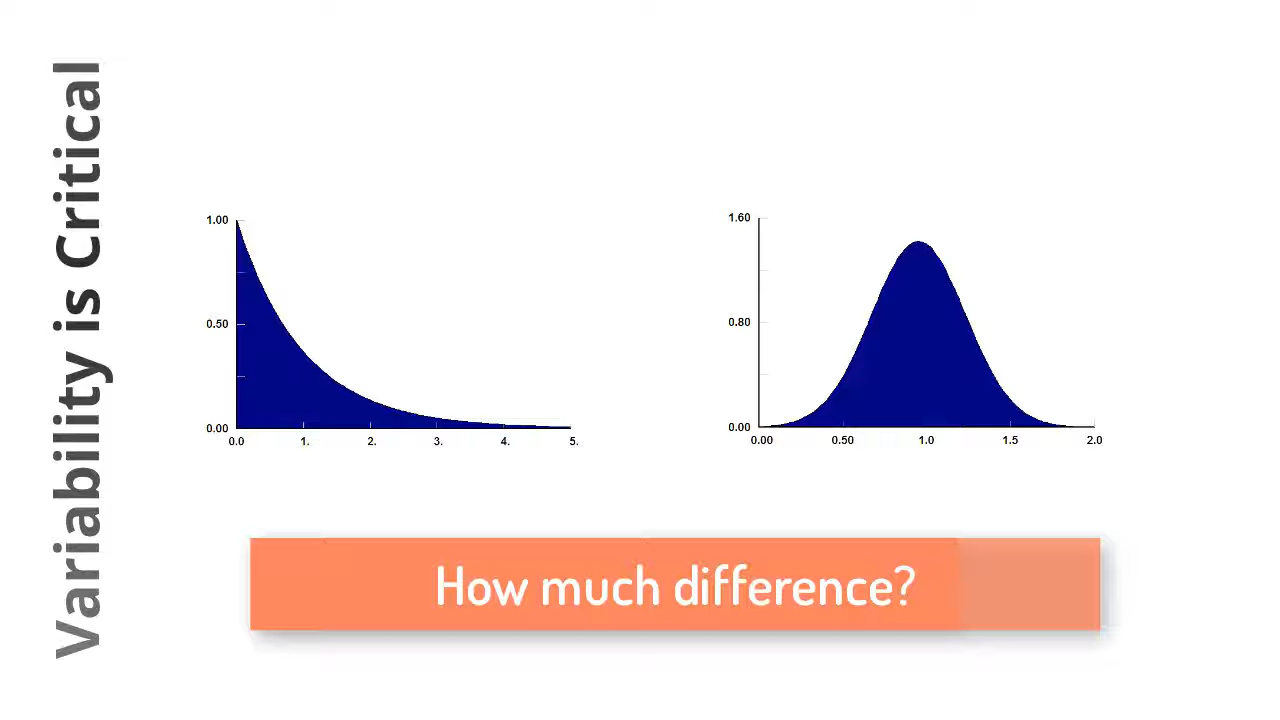 Variability is Critical
1.00
0.50
0.00
0.0 1. 2. 3. 4. 5.
1.60
0.80
0.00
0.00 0.50 1.0 1.5 2.0
How much difference?